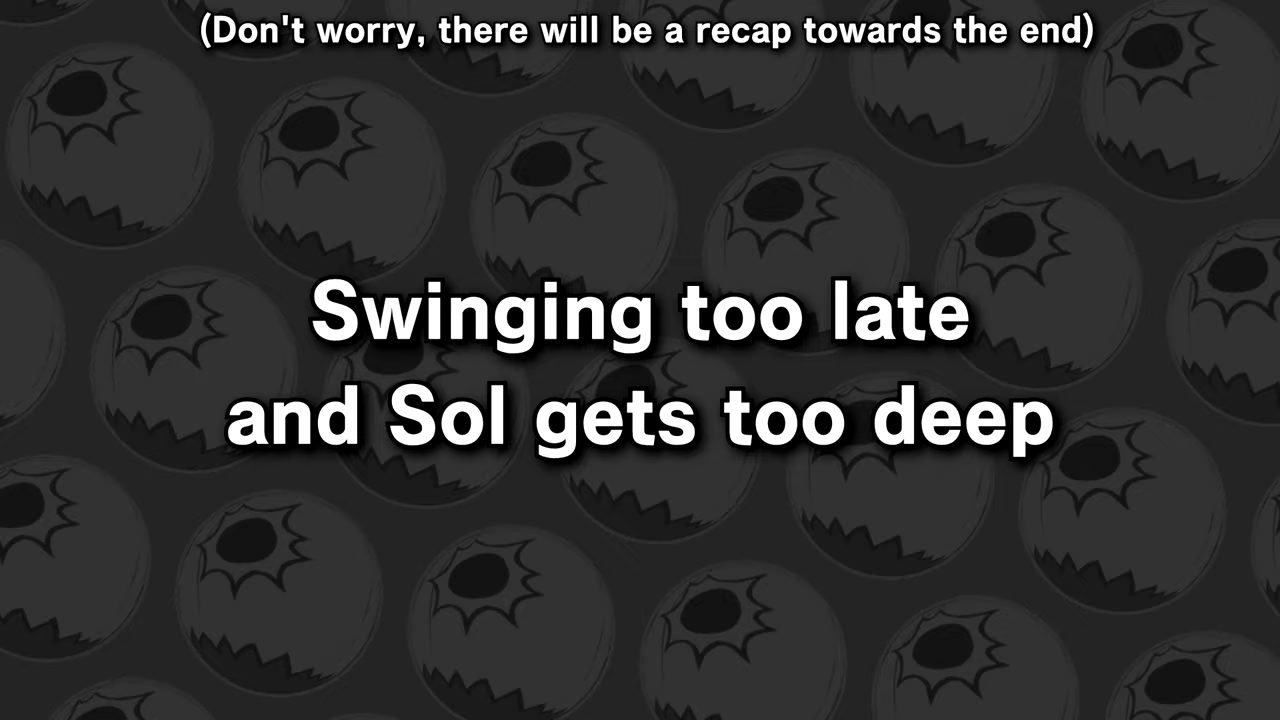 (Don't worry, there will be a recap towards the end)
Swinging too late
and Sol gets too deep